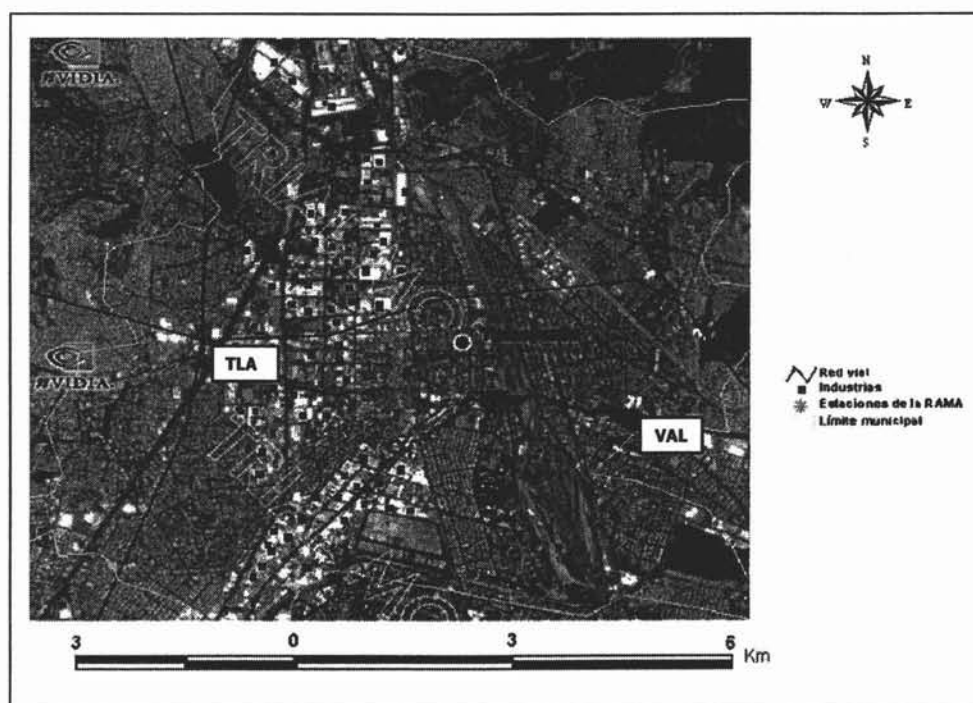 NVIDIA.
N
W E
S
NVIDIA.
TLA
VAL
Red vial
Industrias
Estaciones de la RAMA
Límite municipal
3 0 3 6 Km